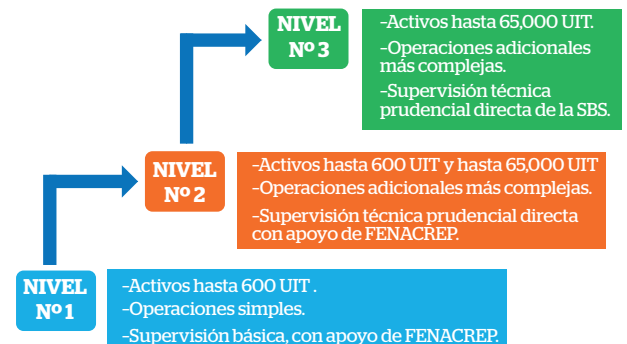 NIVEL
Nº 3
-Activos hasta 65,000 UIT.
-Operaciones adicionales
más complejas.
-Supervisión técnica
prudencial directa de la SBS.
NIVEL
Nº 2
-Activos hasta 600 UIT y hasta 65,000 UIT
-Operaciones adicionales más complejas.
-Supervisión técnica prudencial directa
con apoyo de FENACREP.
NIVEL
Nº 1
-Activos hasta 600 UIT .
-Operaciones simples.
-Supervisión básica, con apoyo de FENACREP.